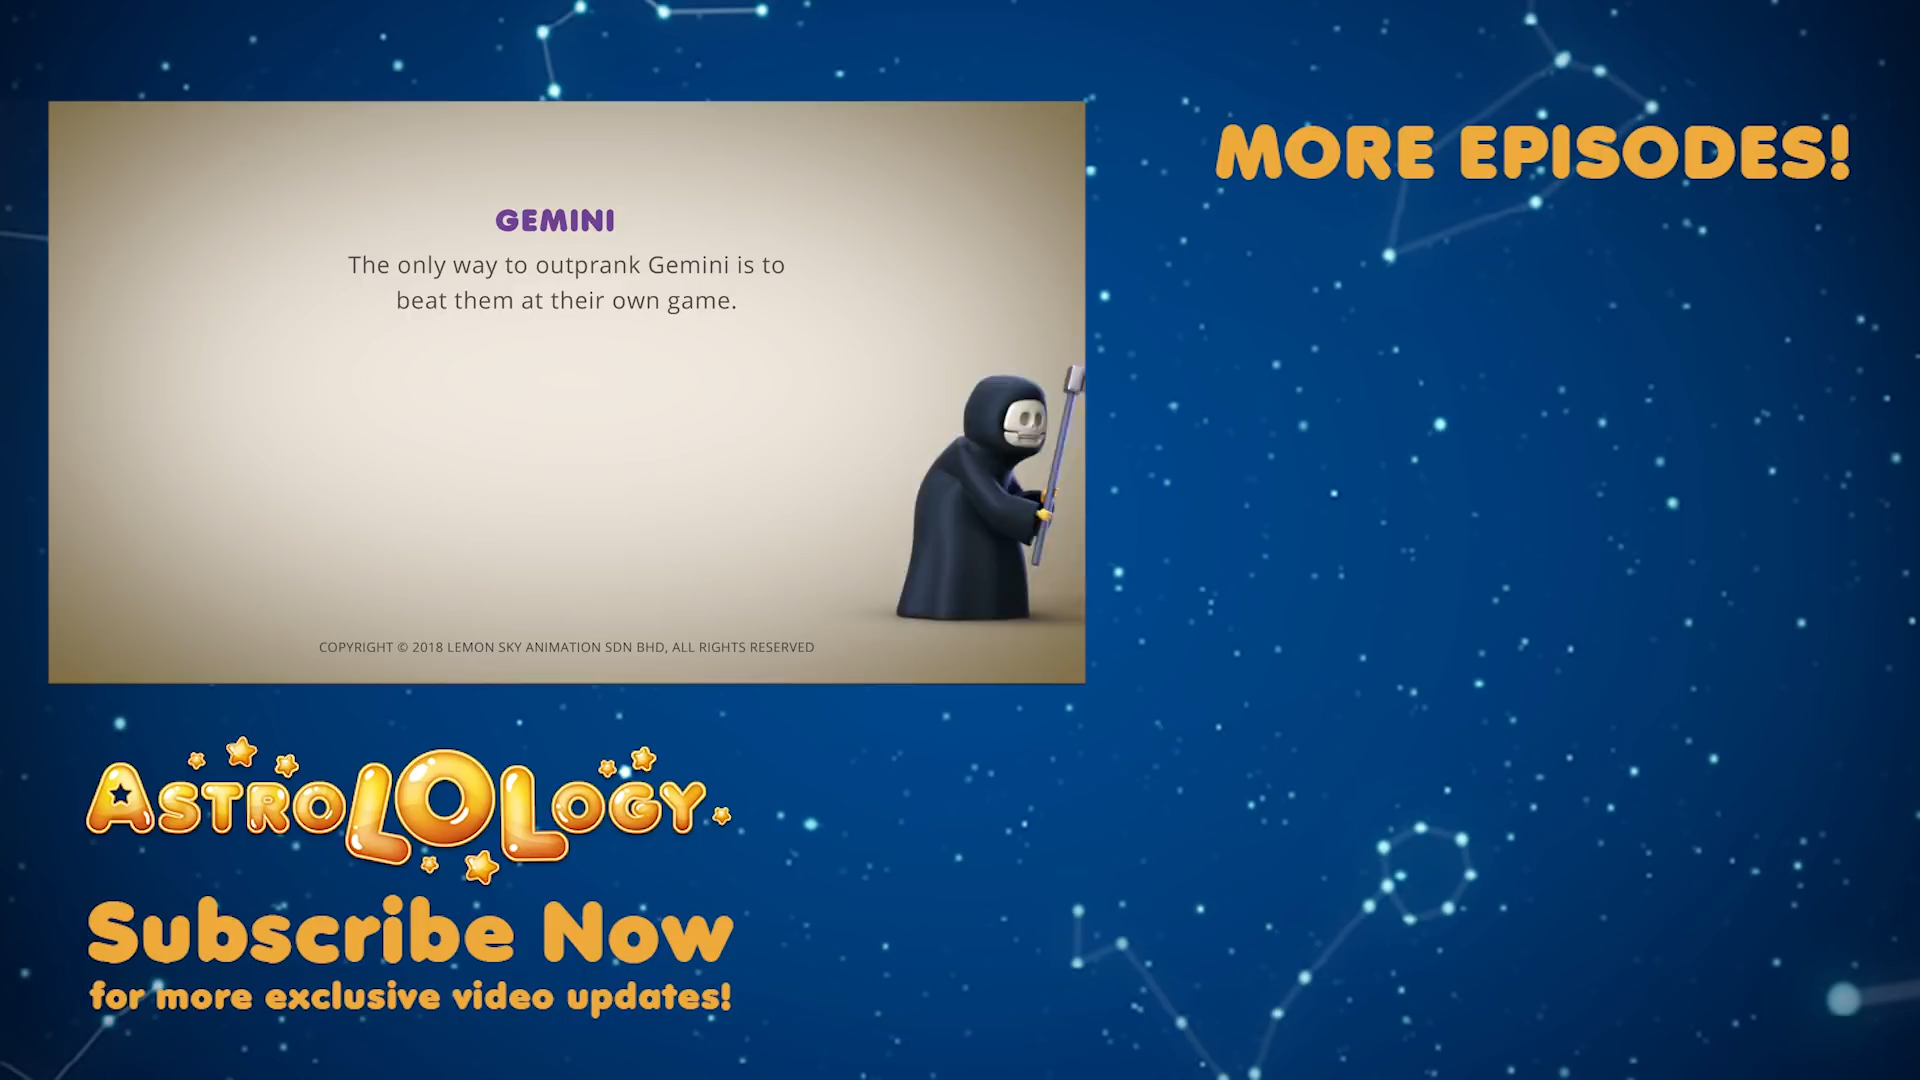 MORE EPISODES!
GEMINI
The only way to outprank Gemini is to
beat them at their own game.
COPYRIGHT © 2018 LEMON SKY ANIMATION SDN BHD, ALL RIGHTS RESERVED
ASTROLOLOGY
Subscribe Now
for more exclusive video updates!